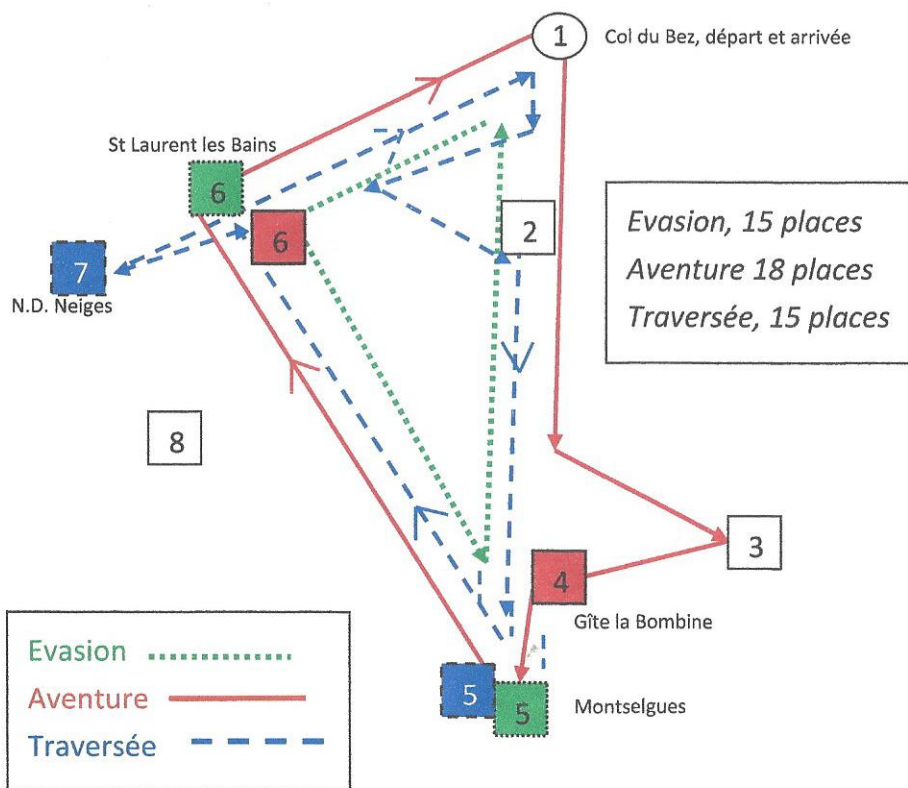 1
Col du Bez, départ et arrivée
St Laurent les Bains
6
6
2
7
N.D. Neiges
Evasion, 15 places
Aventure 18 places
Traversée, 15 places
8
3
4
Gîte la Bombine
5
5
Montselgues
Evasion
Aventure
Traversée